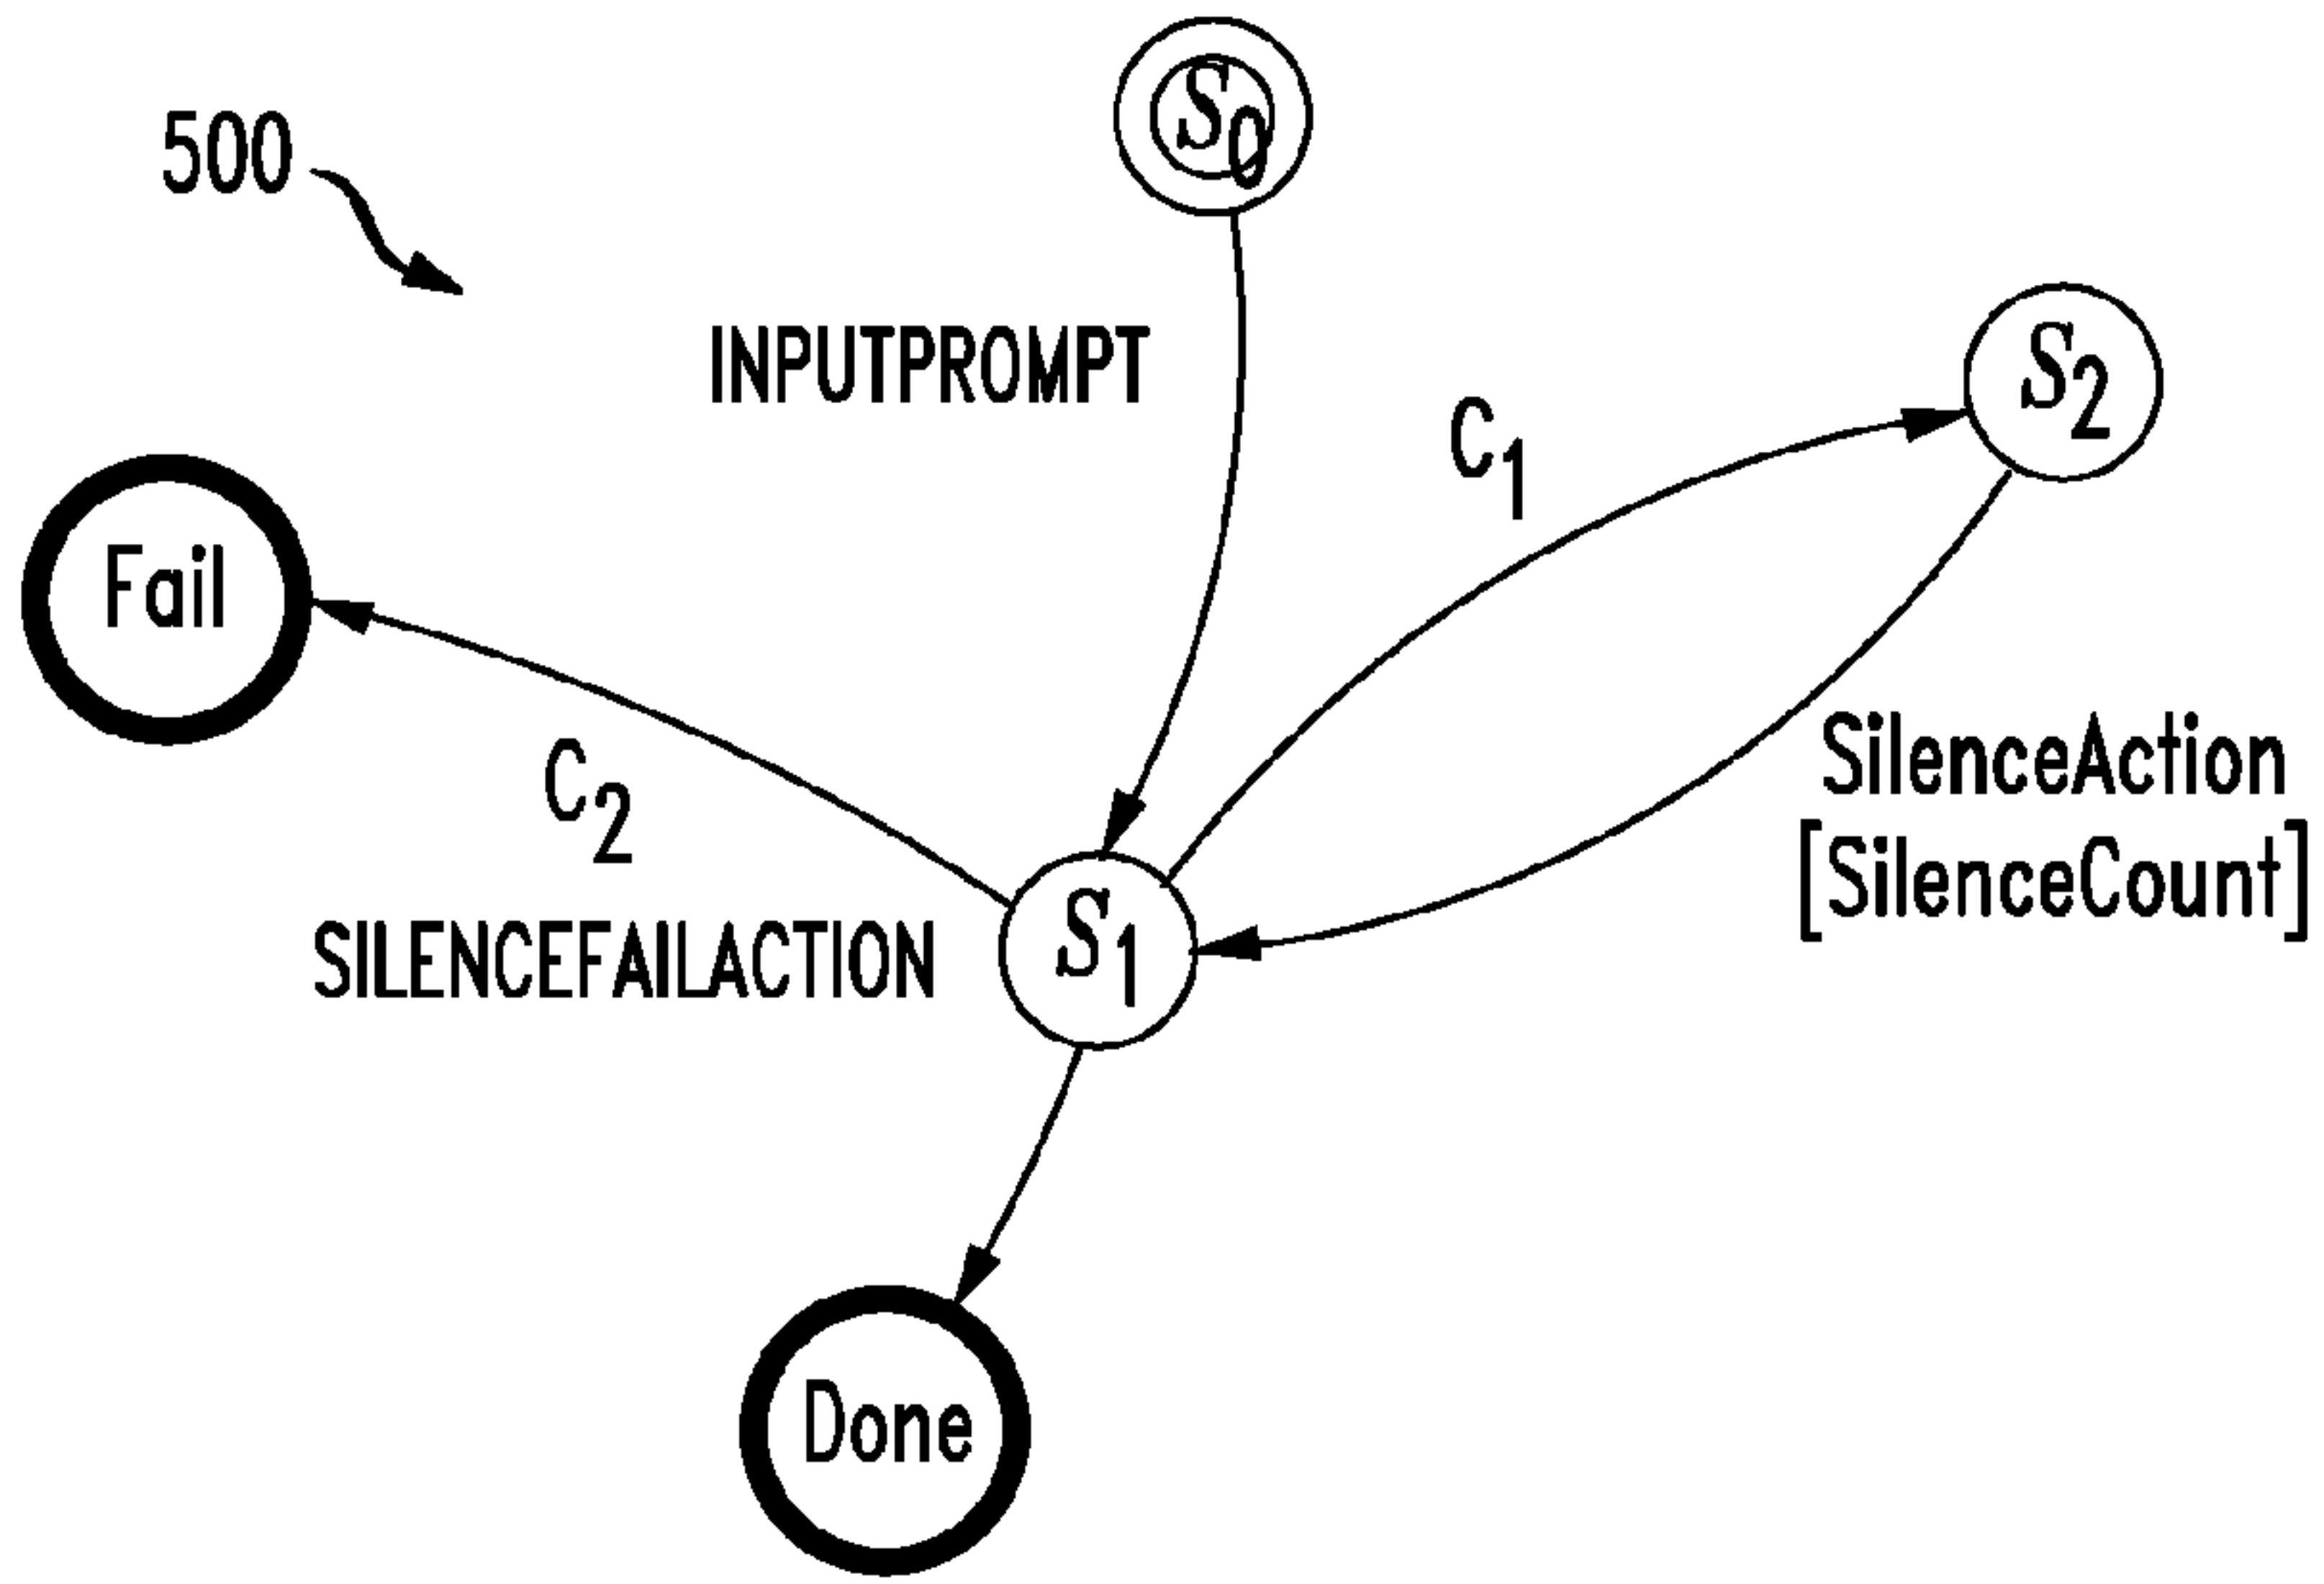 S0
500
INPUTPROMPT
S2
C1
Fail
SilenceAction
[SilenceCount]
C2
SILENCEFAILACTION
S1
Done